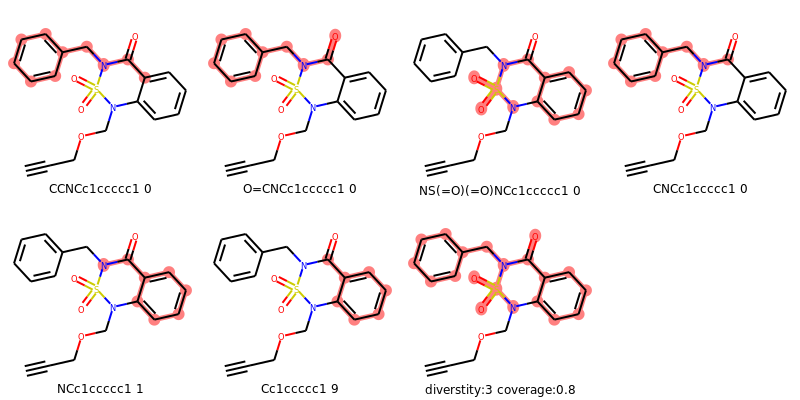 CCNCc1ccccc1 0
O=CNCc1ccccc1 0
NS(=O)(=O)NCc1ccccc1 0
CNCc1ccccc1 0
NCc1ccccc1 1
Cc1ccccc1 9
diverstity:3 coverage:0.8